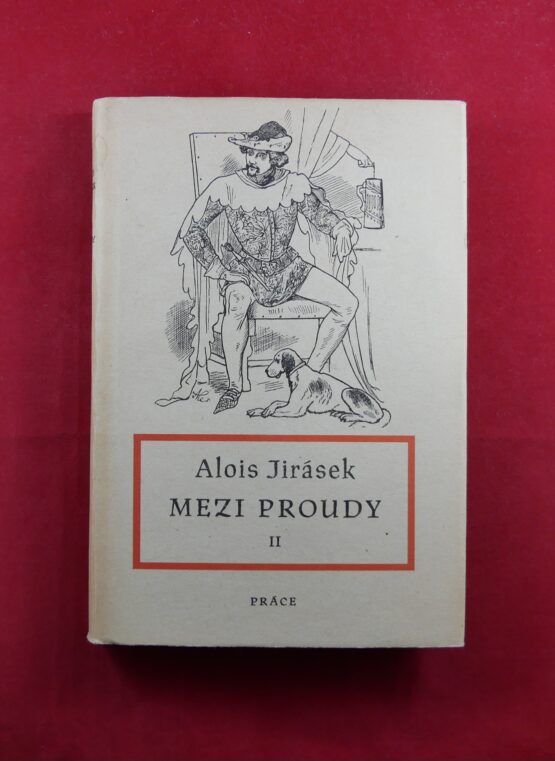 Alois Jirásek
MEZI PROUDY
II
PRÁCE